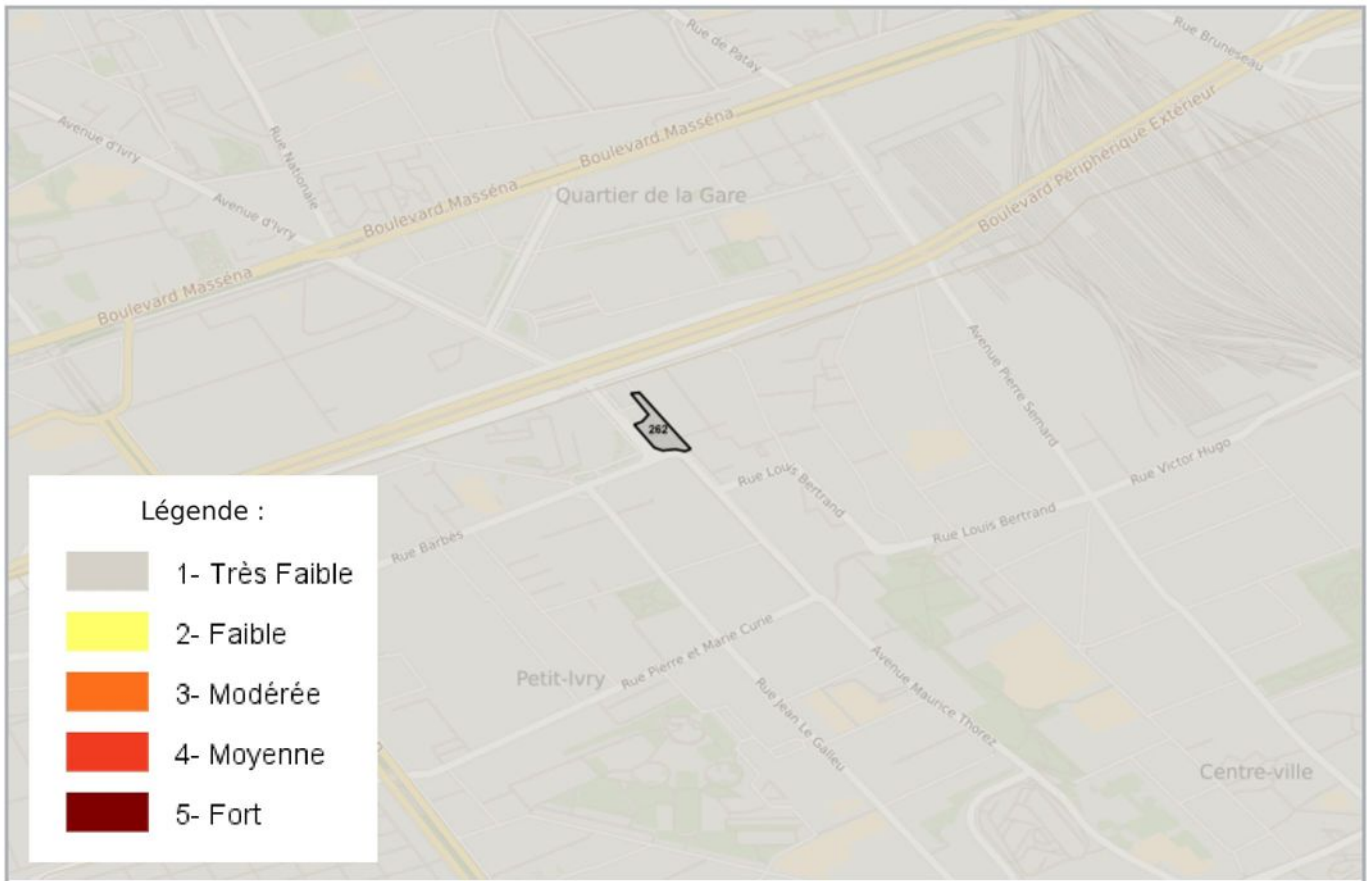 Rue de Patay
Rue Bruneseau
Avenue d'Ivry
Rue Nationale
Boulevard Masséna
Boulevard Périphérique Extérieur
Quartier de la Gare
Boulevard Masséna
Avenue d'Ivry
Boulevard Masséna
Avenue Pierre Semard
262
Rue Louis Bertrand
Rue Victor Hugo
Rue Barbès
Rue Louis Bertrand
Petit-Ivry
Rue Pierre et Marie Curie
Avenue Maurice Thorez
Rue Jean Le Galleu
Centre-ville
Légende :
1- Très Faible
2- Faible
3- Modérée
4- Moyenne
5- Fort